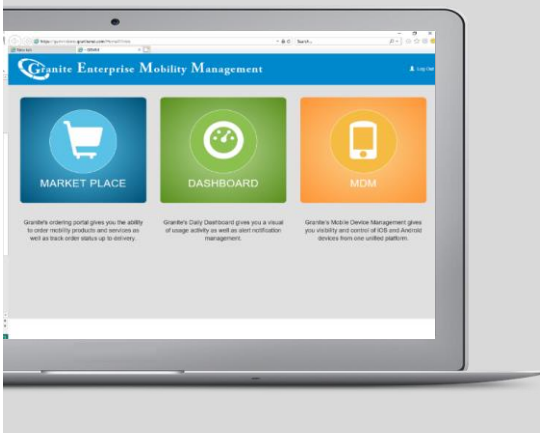 New tab
Search...
Granite Enterprise Mobility Management
Log Out
MARKET PLACE
DASHBOARD
MDM
Granite's ordering portal gives you the ability
to order mobility products and services as
well as track order status up to delivery.
Granite's Daily Dashboard gives you a visual
of usage activity as well as alert notification
management.
Granite's Mobile Device Management gives
you visibility and control of iOS and Android
devices from one unified platform.